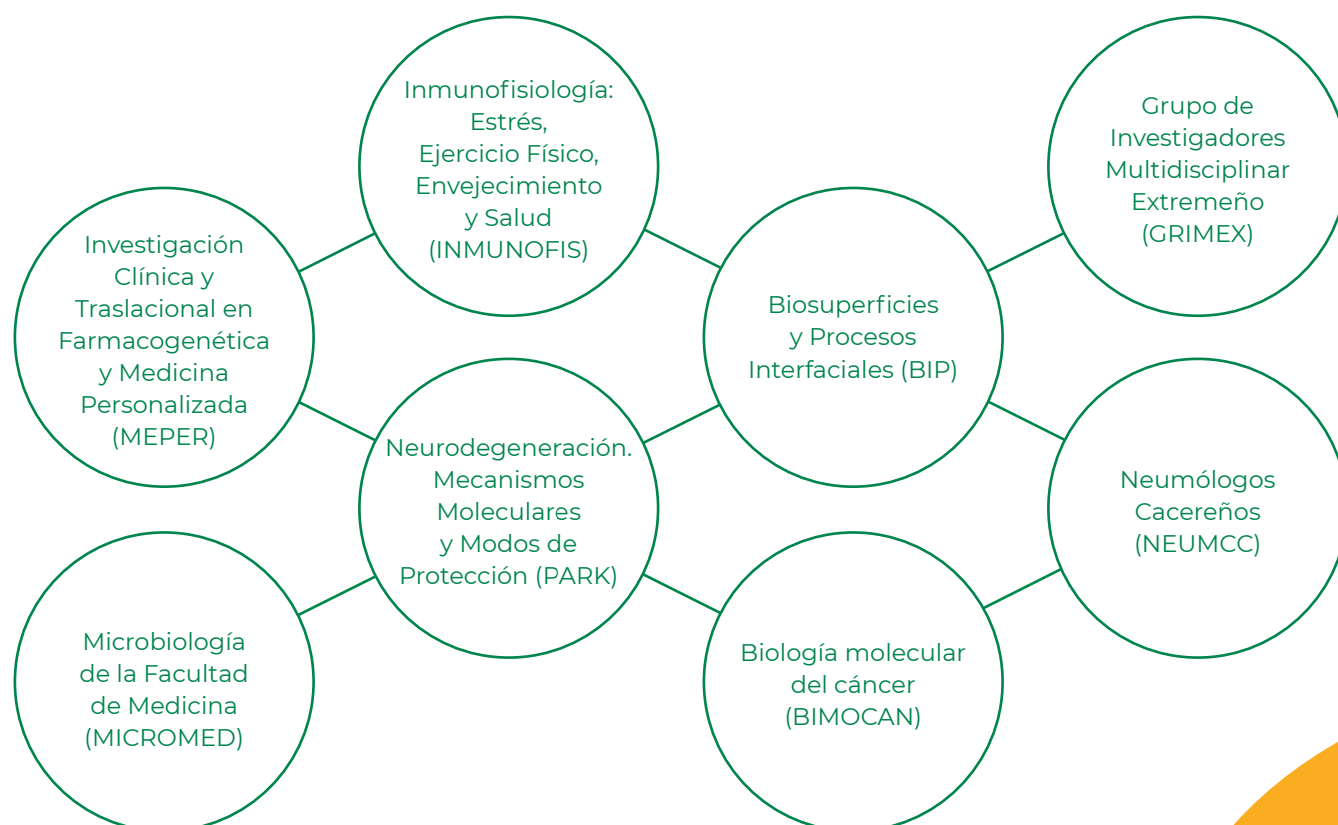 Inmunofisiología:
Estrés,
Ejercicio Físico,
Envejecimiento
y Salud
(INMUNOFIS)
Grupo de
Investigadores
Multidisciplinar
Extremeño
(GRIMEX)
Investigación
Clínica y
Traslacional en
Farmacogenética
y Medicina
Personalizada
(MEPER)
Biosuperficies
y Procesos
Interfaciales (BIP)
Neurodegeneración.
Mecanismos
Moleculares
y Modos de
Protección (PARK)
Neumólogos
Cacereños
(NEUMCC)
Microbiología
de la Facultad
de Medicina
(MICROMED)
Biología molecular
del cáncer
(BIMOCAN)